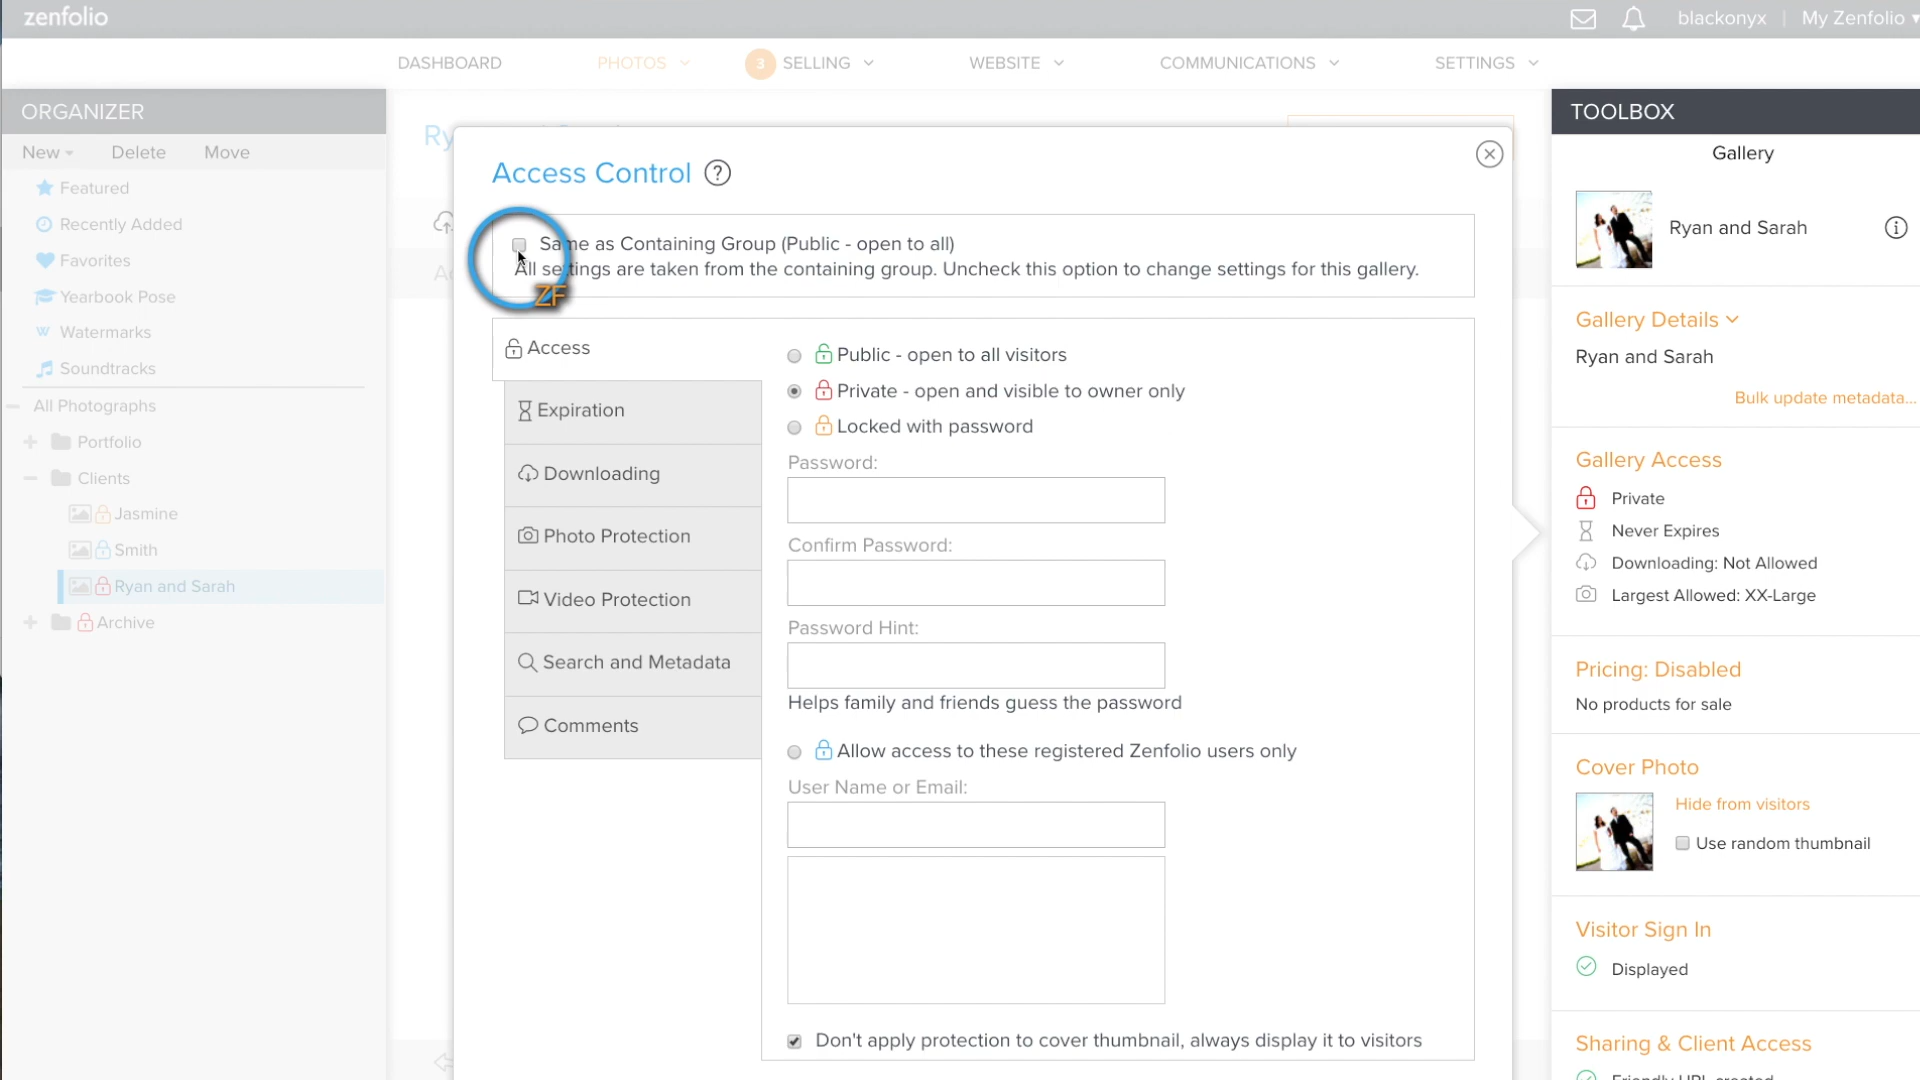 zenfolio
blackonyx
My Zenfolio
DASHBOARD
PHOTOS
3
SELLING
WEBSITE
COMMUNICATIONS
SETTINGS
ORGANIZER
New
Delete
Move
Featured
Recently Added
Favorites
Yearbook Pose
Watermarks
Soundtracks
All Photographs
Portfolio
Clients
Jasmine
Smith
Ryan and Sarah
Archive
Access Control ?
Same as Containing Group (Public - open to all)
All settings are taken from the containing group. Uncheck this option to change settings for this gallery.
ZF
Access
Expiration
Downloading
Photo Protection
Video Protection
Search and Metadata
Comments
Public - open to all visitors
Private - open and visible to owner only
Locked with password
Password:
Confirm Password:
Password Hint:
Helps family and friends guess the password
Allow access to these registered Zenfolio users only
User Name or Email:
Don't apply protection to cover thumbnail, always display it to visitors
TOOLBOX
Gallery
Ryan and Sarah
Gallery Details
Ryan and Sarah
Bulk update metadata...
Gallery Access
Private
Never Expires
Downloading: Not Allowed
Largest Allowed: XX-Large
Pricing: Disabled
No products for sale
Cover Photo
Hide from visitors
Use random thumbnail
Visitor Sign In
Displayed
Sharing & Client Access
Friendly URL created